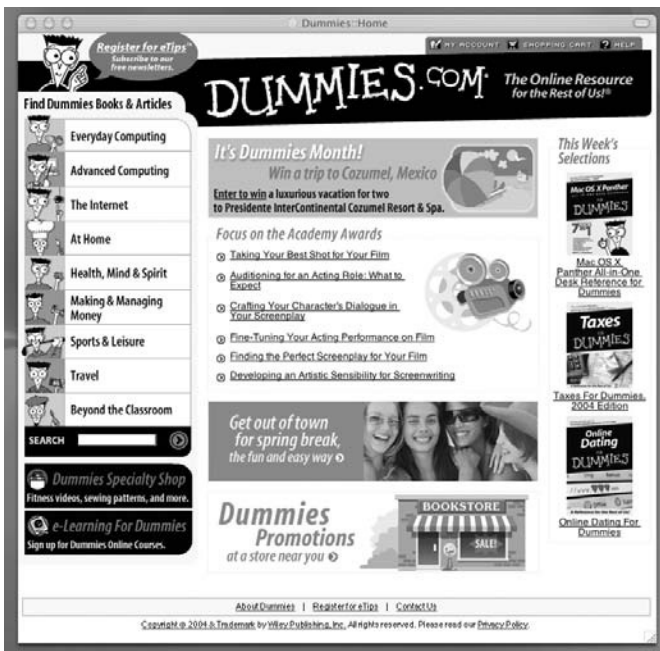 Dummies::Home
Register for eTips™
Subscribe to our
free newsletters.
MY ACCOUNT
SHOPPING CART
HELP
DUMMIES.COM®
The Online Resource
for the Rest of Us!®
Find Dummies Books & Articles
Everyday Computing
Advanced Computing
The Internet
At Home
Health, Mind & Spirit
Making & Managing
Money
Sports & Leisure
Travel
Beyond the Classroom
SEARCH
Dummies Specialty Shop
Fitness videos, sewing patterns, and more.
e-Learning For Dummies
Sign up for Dummies Online Courses.
It's Dummies Month!
Win a trip to Cozumel, Mexico
Enter to win a luxurious vacation for two
to Presidente InterContinental Cozumel Resort & Spa.
Focus on the Academy Awards
Taking Your Best Shot for Your Film
Auditioning for an Acting Role: What to
Expect
Crafting Your Character's Dialogue in
Your Screenplay
Fine-Tuning Your Acting Performance on Film
Finding the Perfect Screenplay for Your Film
Developing an Artistic Sensibility for Screenwriting
Get out of town
for spring break,
the fun and easy way
Dummies
Promotions
at a store near you
BOOKSTORE
SALE!
This Week's
Selections
Mac OS X Panther
DUMMIES
Mac OS X
Panther All-in-One
Desk Reference for
Dummies
Taxes
DUMMIES
Taxes For Dummies,
2004 Edition
Online
Dating
DUMMIES
Online Dating For
Dummies
About Dummies | Register for eTips | Contact Us
Copyright © 2004 & Trademark by Wiley Publishing, Inc. All rights reserved. Please read our Privacy Policy.